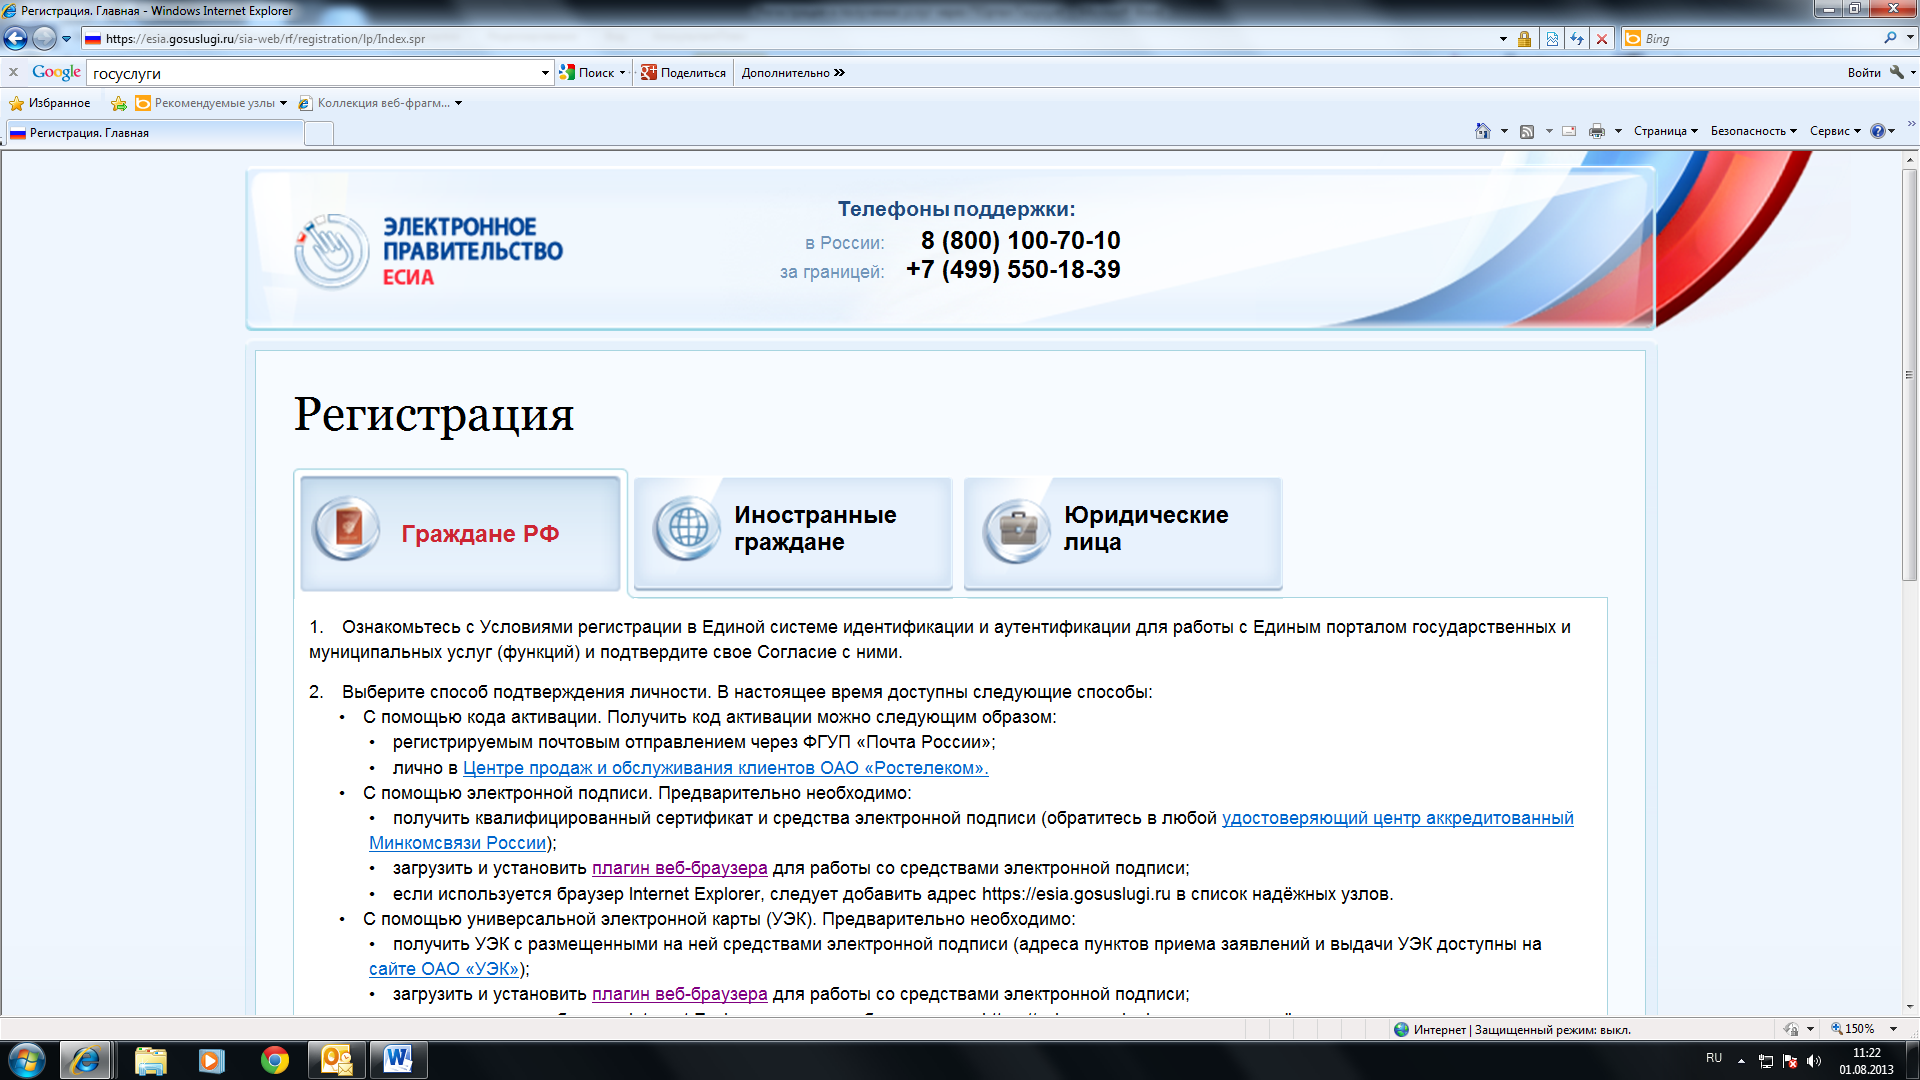 Регистрация. Главная - Windows Internet Explorer
https://esia.gosuslugi.ru/sia-web/rf/registration/lp/Index.spr
Bing
Google
госуслуги
Поиск
Поделиться
Дополнительно
Войти
Избранное
Рекомендуемые узлы
Коллекция веб-фрагм...
Регистрация. Главная
Страница
Безопасность
Сервис
ЭЛЕКТРОННОЕ
ПРАВИТЕЛЬСТВО
ЕСИА
Телефоны поддержки:
в России: 8 (800) 100-70-10
за границей: +7 (499) 550-18-39
Регистрация
Граждане РФ
Иностранные
граждане
Юридические
лица
1. Ознакомьтесь с Условиями регистрации в Единой системе идентификации и аутентификации для работы с Единым порталом государственных и
муниципальных услуг (функций) и подтвердите свое Согласие с ними.
2. Выберите способ подтверждения личности. В настоящее время доступны следующие способы:
• С помощью кода активации. Получить код активации можно следующим образом:
• регистрируемым почтовым отправлением через ФГУП «Почта России»;
• лично в Центре продаж и обслуживания клиентов ОАО «Ростелеком».
• С помощью электронной подписи. Предварительно необходимо:
• получить квалифицированный сертификат и средства электронной подписи (обратитесь в любой удостоверяющий центр аккредитованный
Минкомсвязи России);
• загрузить и установить плагин веб-браузера для работы со средствами электронной подписи;
• если используется браузер Internet Explorer, следует добавить адрес https://esia.gosuslugi.ru в список надёжных узлов.
• С помощью универсальной электронной карты (УЭК). Предварительно необходимо:
• получить УЭК с размещенными на ней средствами электронной подписи (адреса пунктов приема заявлений и выдачи УЭК доступны на
сайте ОАО «УЭК»);
• загрузить и установить плагин веб-браузера для работы со средствами электронной подписи;
Интернет | Защищенный режим: выкл.
150%
RU
11:22
01.08.2013